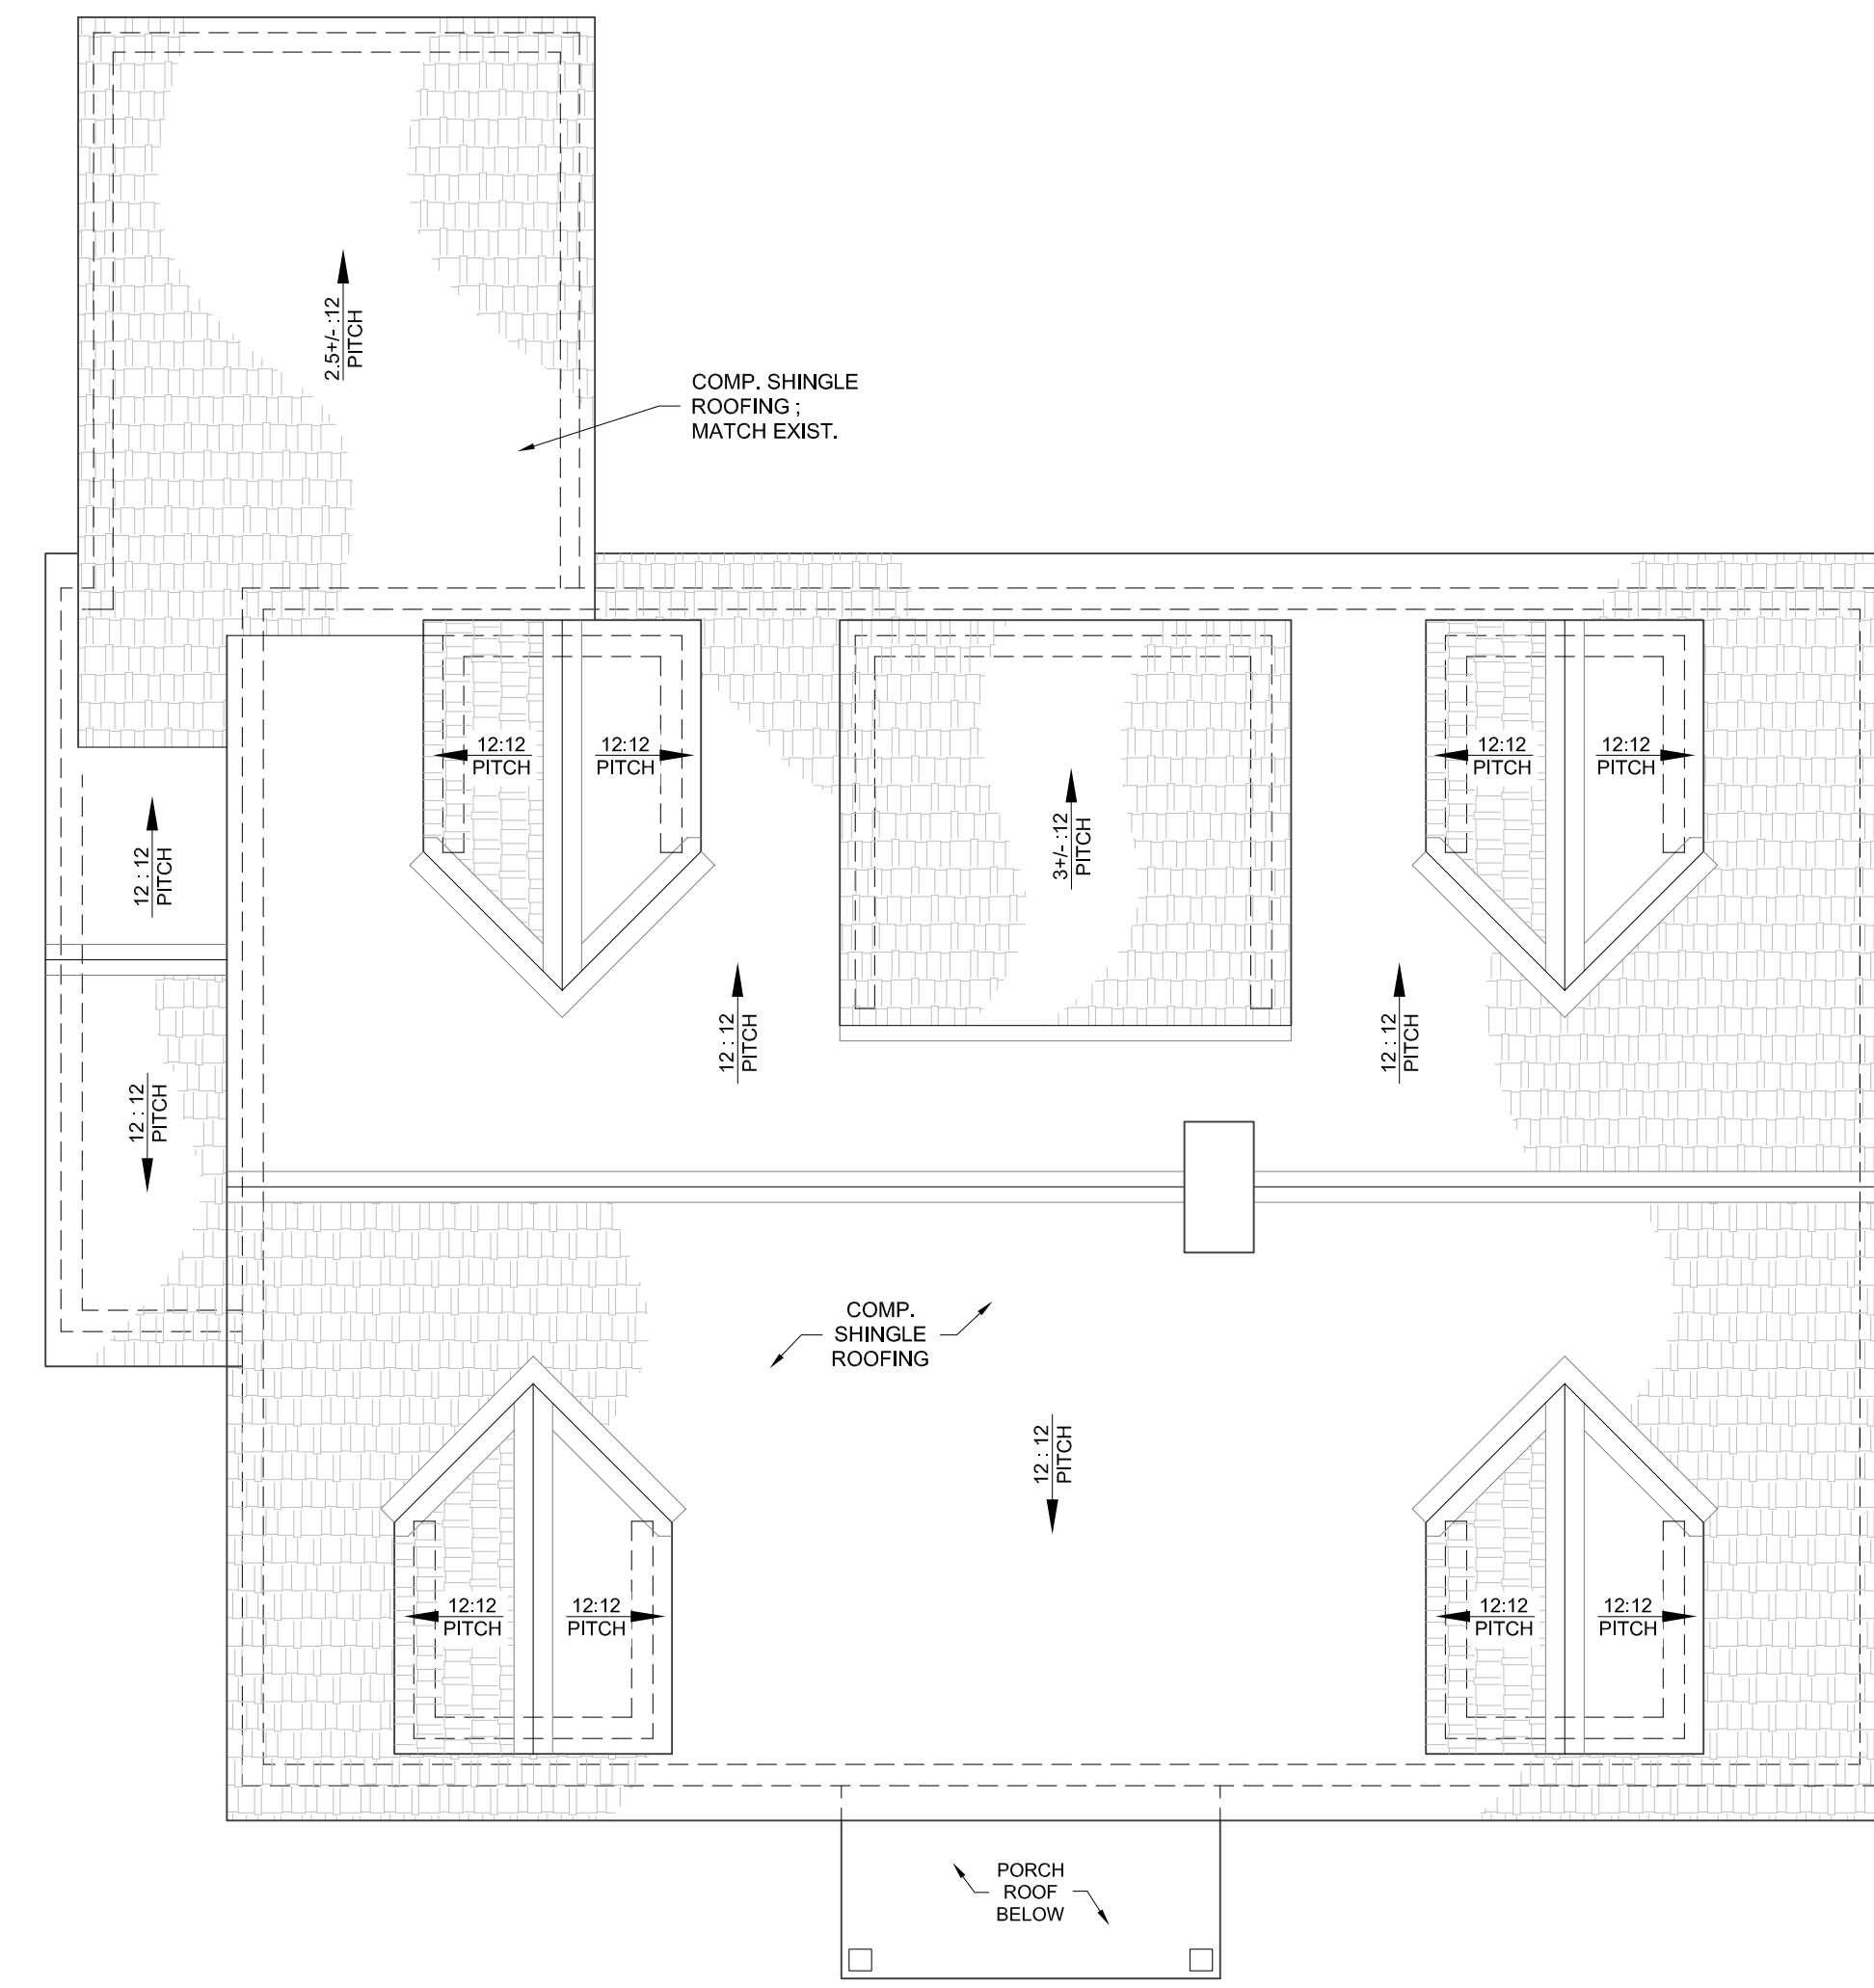 2.5+/- :12
PITCH
COMP. SHINGLE
ROOFING ;
MATCH EXIST.
12:12
PITCH
12:12
PITCH
12:12
PITCH
12:12
PITCH
12 : 12
PITCH
3+/- :12
PITCH
12 : 12
PITCH
12 : 12
PITCH
12 : 12
PITCH
COMP.
SHINGLE
ROOFING
12 : 12
PITCH
12:12
PITCH
12:12
PITCH
12:12
PITCH
12:12
PITCH
PORCH
ROOF
BELOW